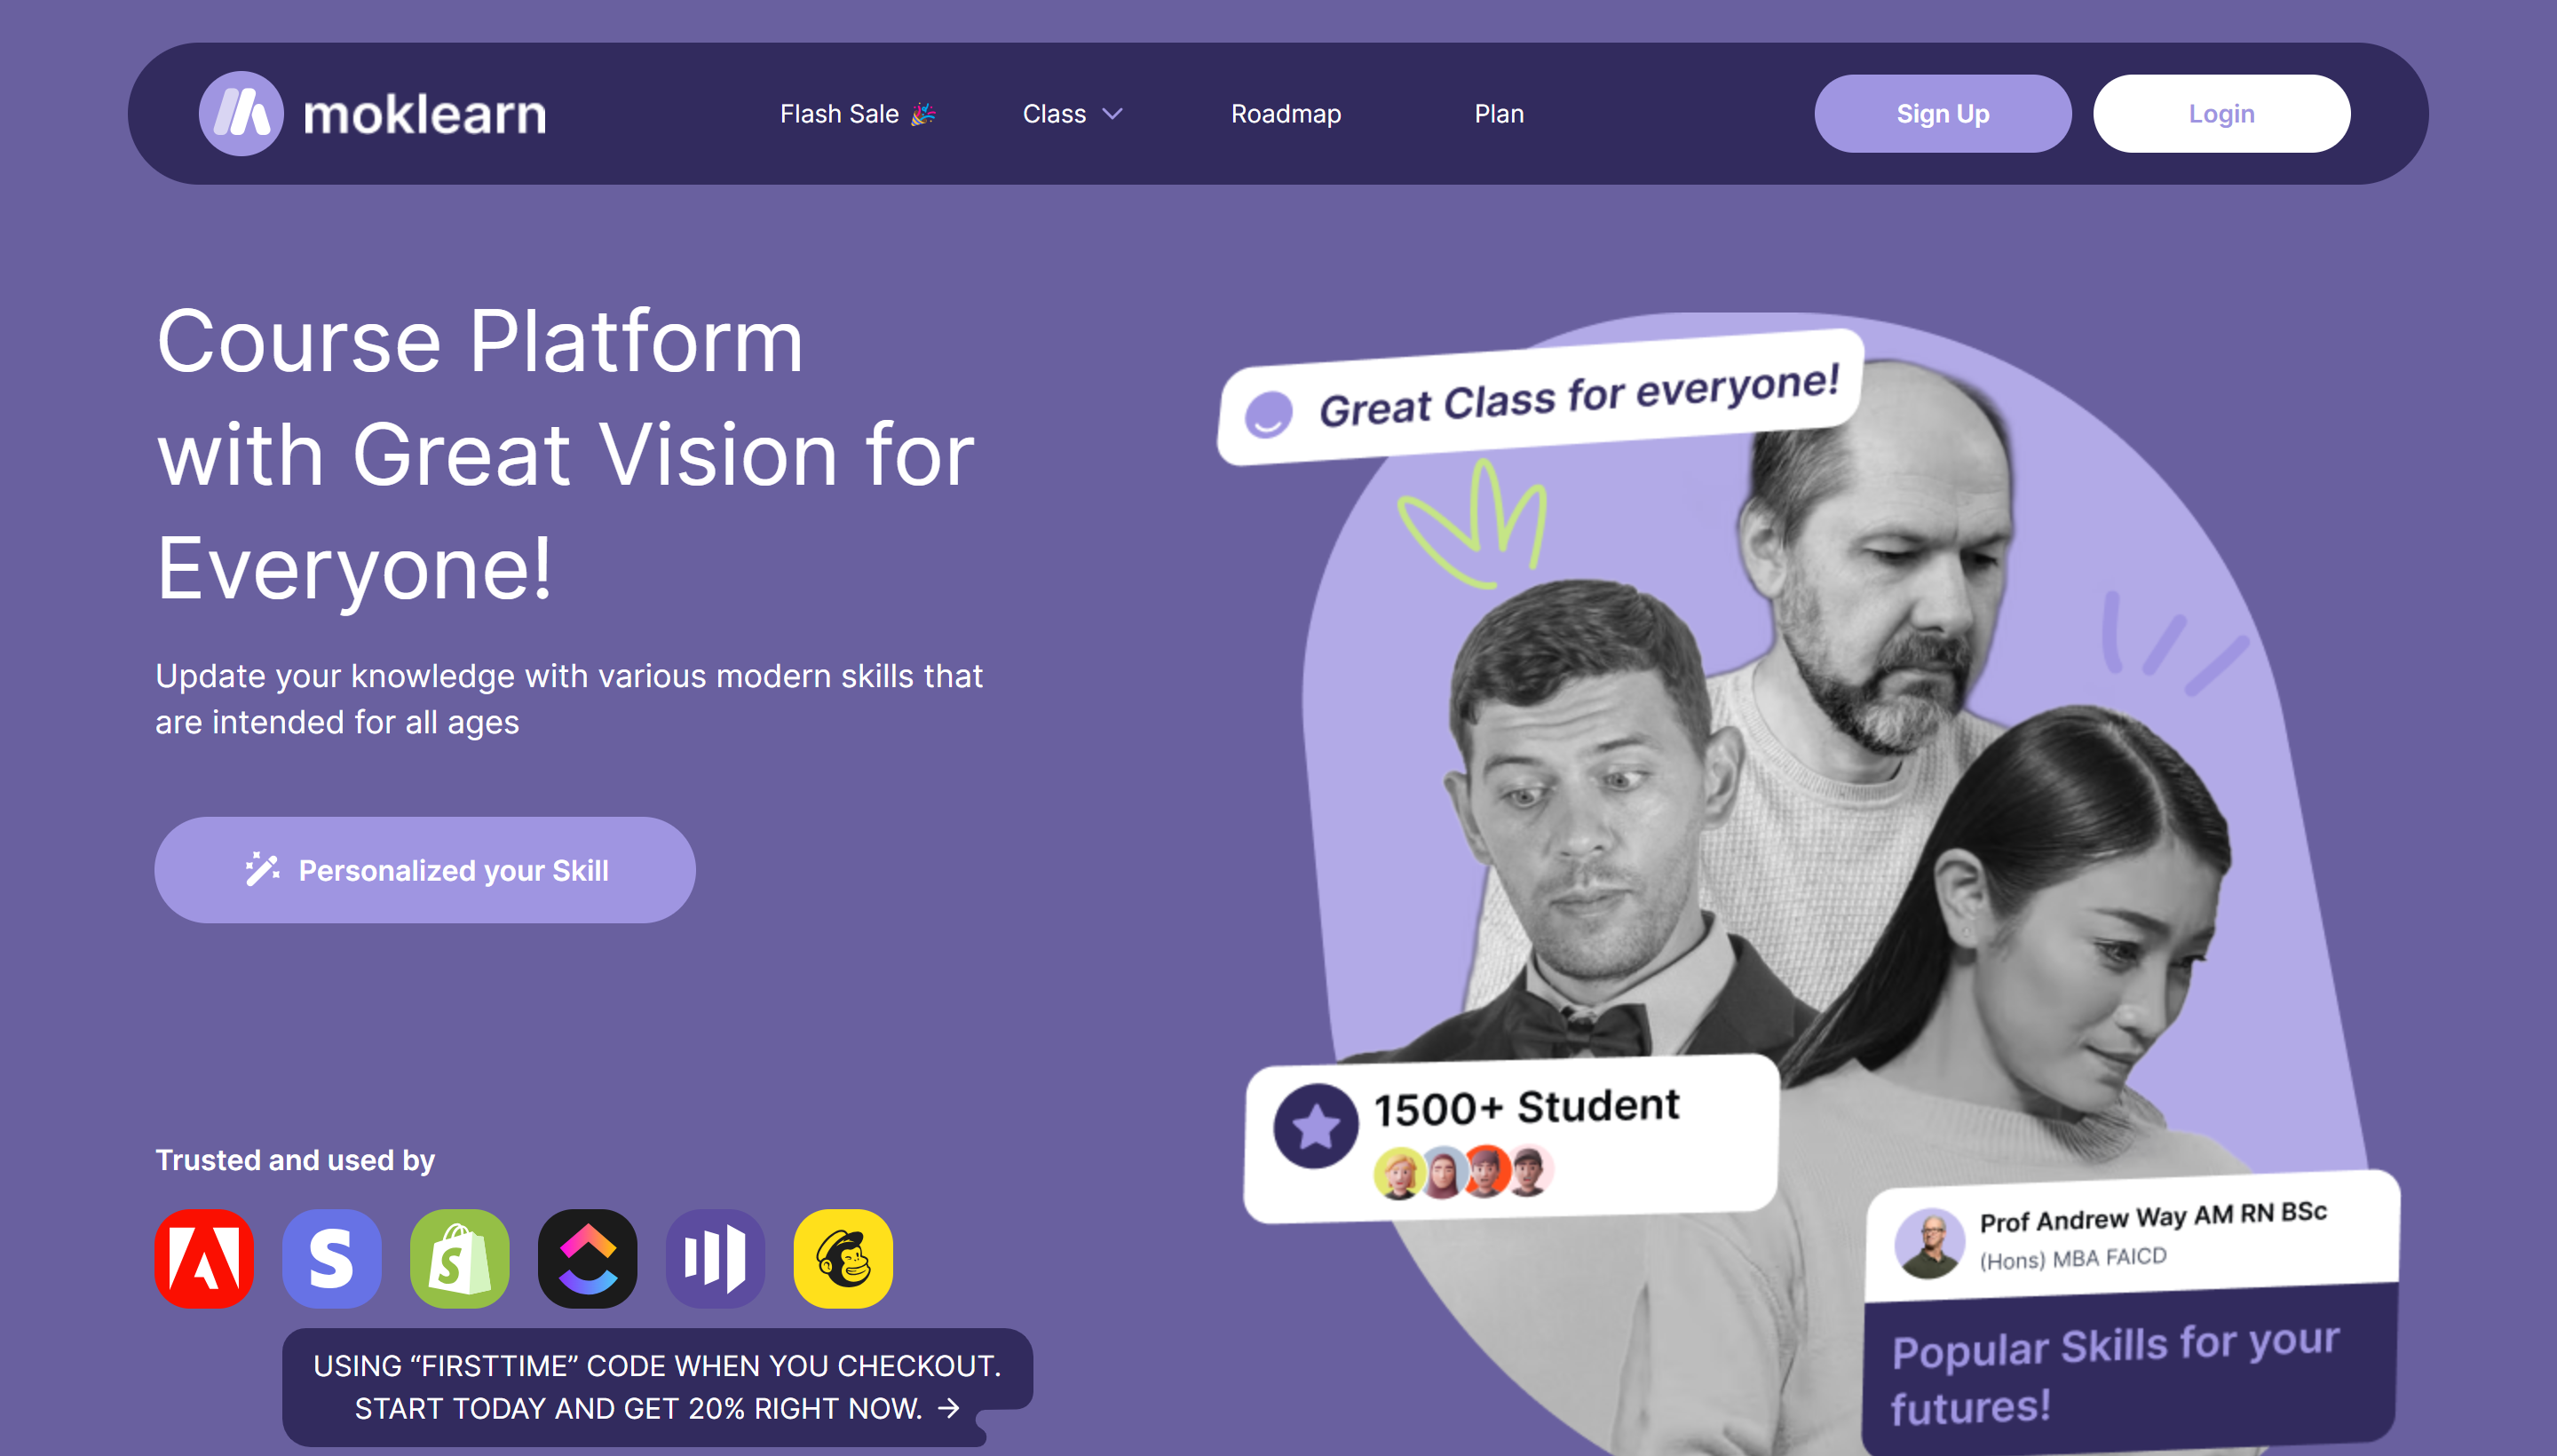 moklearn
Flash Sale 🎉
Class
Roadmap
Plan
Sign Up
Login
Course Platform
with Great Vision for
Everyone!
Update your knowledge with various modern skills that
are intended for all ages
Personalized your Skill
Trusted and used by
USING “FIRSTTIME” CODE WHEN YOU CHECKOUT.
START TODAY AND GET 20% RIGHT NOW. →
Great Class for everyone!
1500+ Student
Prof Andrew Way AM RN BSc
(Hons) MBA FAICD
Popular Skills for your
futures!